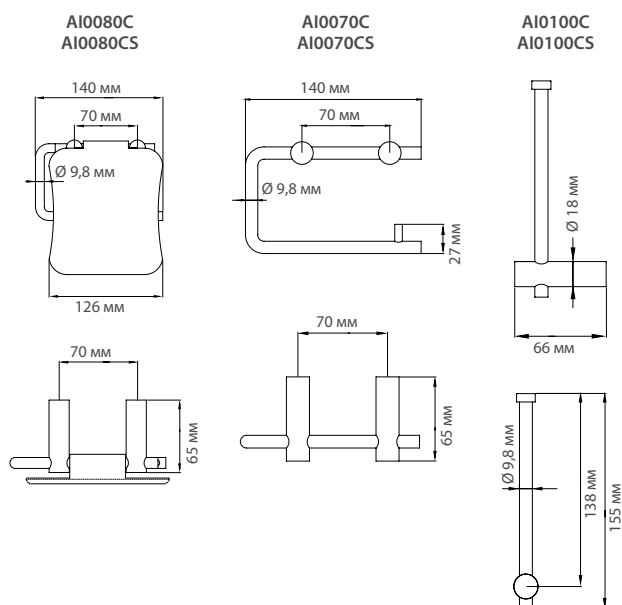 AI0080C
AI0080CS
140 мм
70 мм
Ø 9,8 мм
126 мм
70 мм
65 мм
AI0070C
AI0070CS
140 мм
70 мм
Ø 9,8 мм
27 мм
70 мм
65 мм
AI0100C
AI0100CS
Ø 18 мм
66 мм
Ø 9,8 мм
138 мм
155 мм